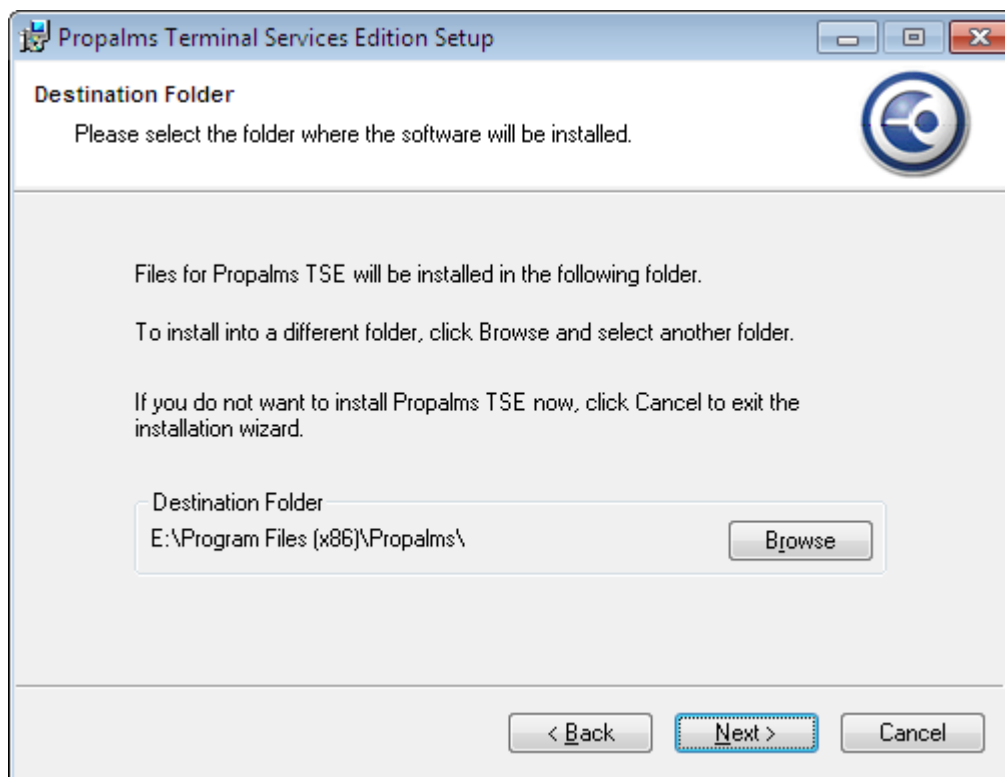 Propalms Terminal Services Edition Setup
Destination Folder
Please select the folder where the software will be installed.
Files for Propalms TSE will be installed in the following folder.
To install into a different folder, click Browse and select another folder.
If you do not want to install Propalms TSE now, click Cancel to exit the
installation wizard.
Destination Folder
E:\Program Files (x86)\Propalms\
Browse
< Back
Next >
Cancel